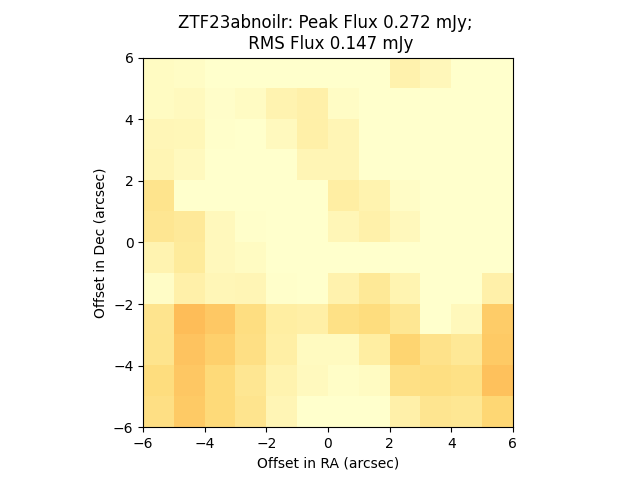 ZTF23abnoilr: Peak Flux 0.272 mJy;
RMS Flux 0.147 mJy
6
4
2
0
−2
−4
−6
Offset in Dec (arcsec)
−6 −4 −2 0 2 4 6
Offset in RA (arcsec)